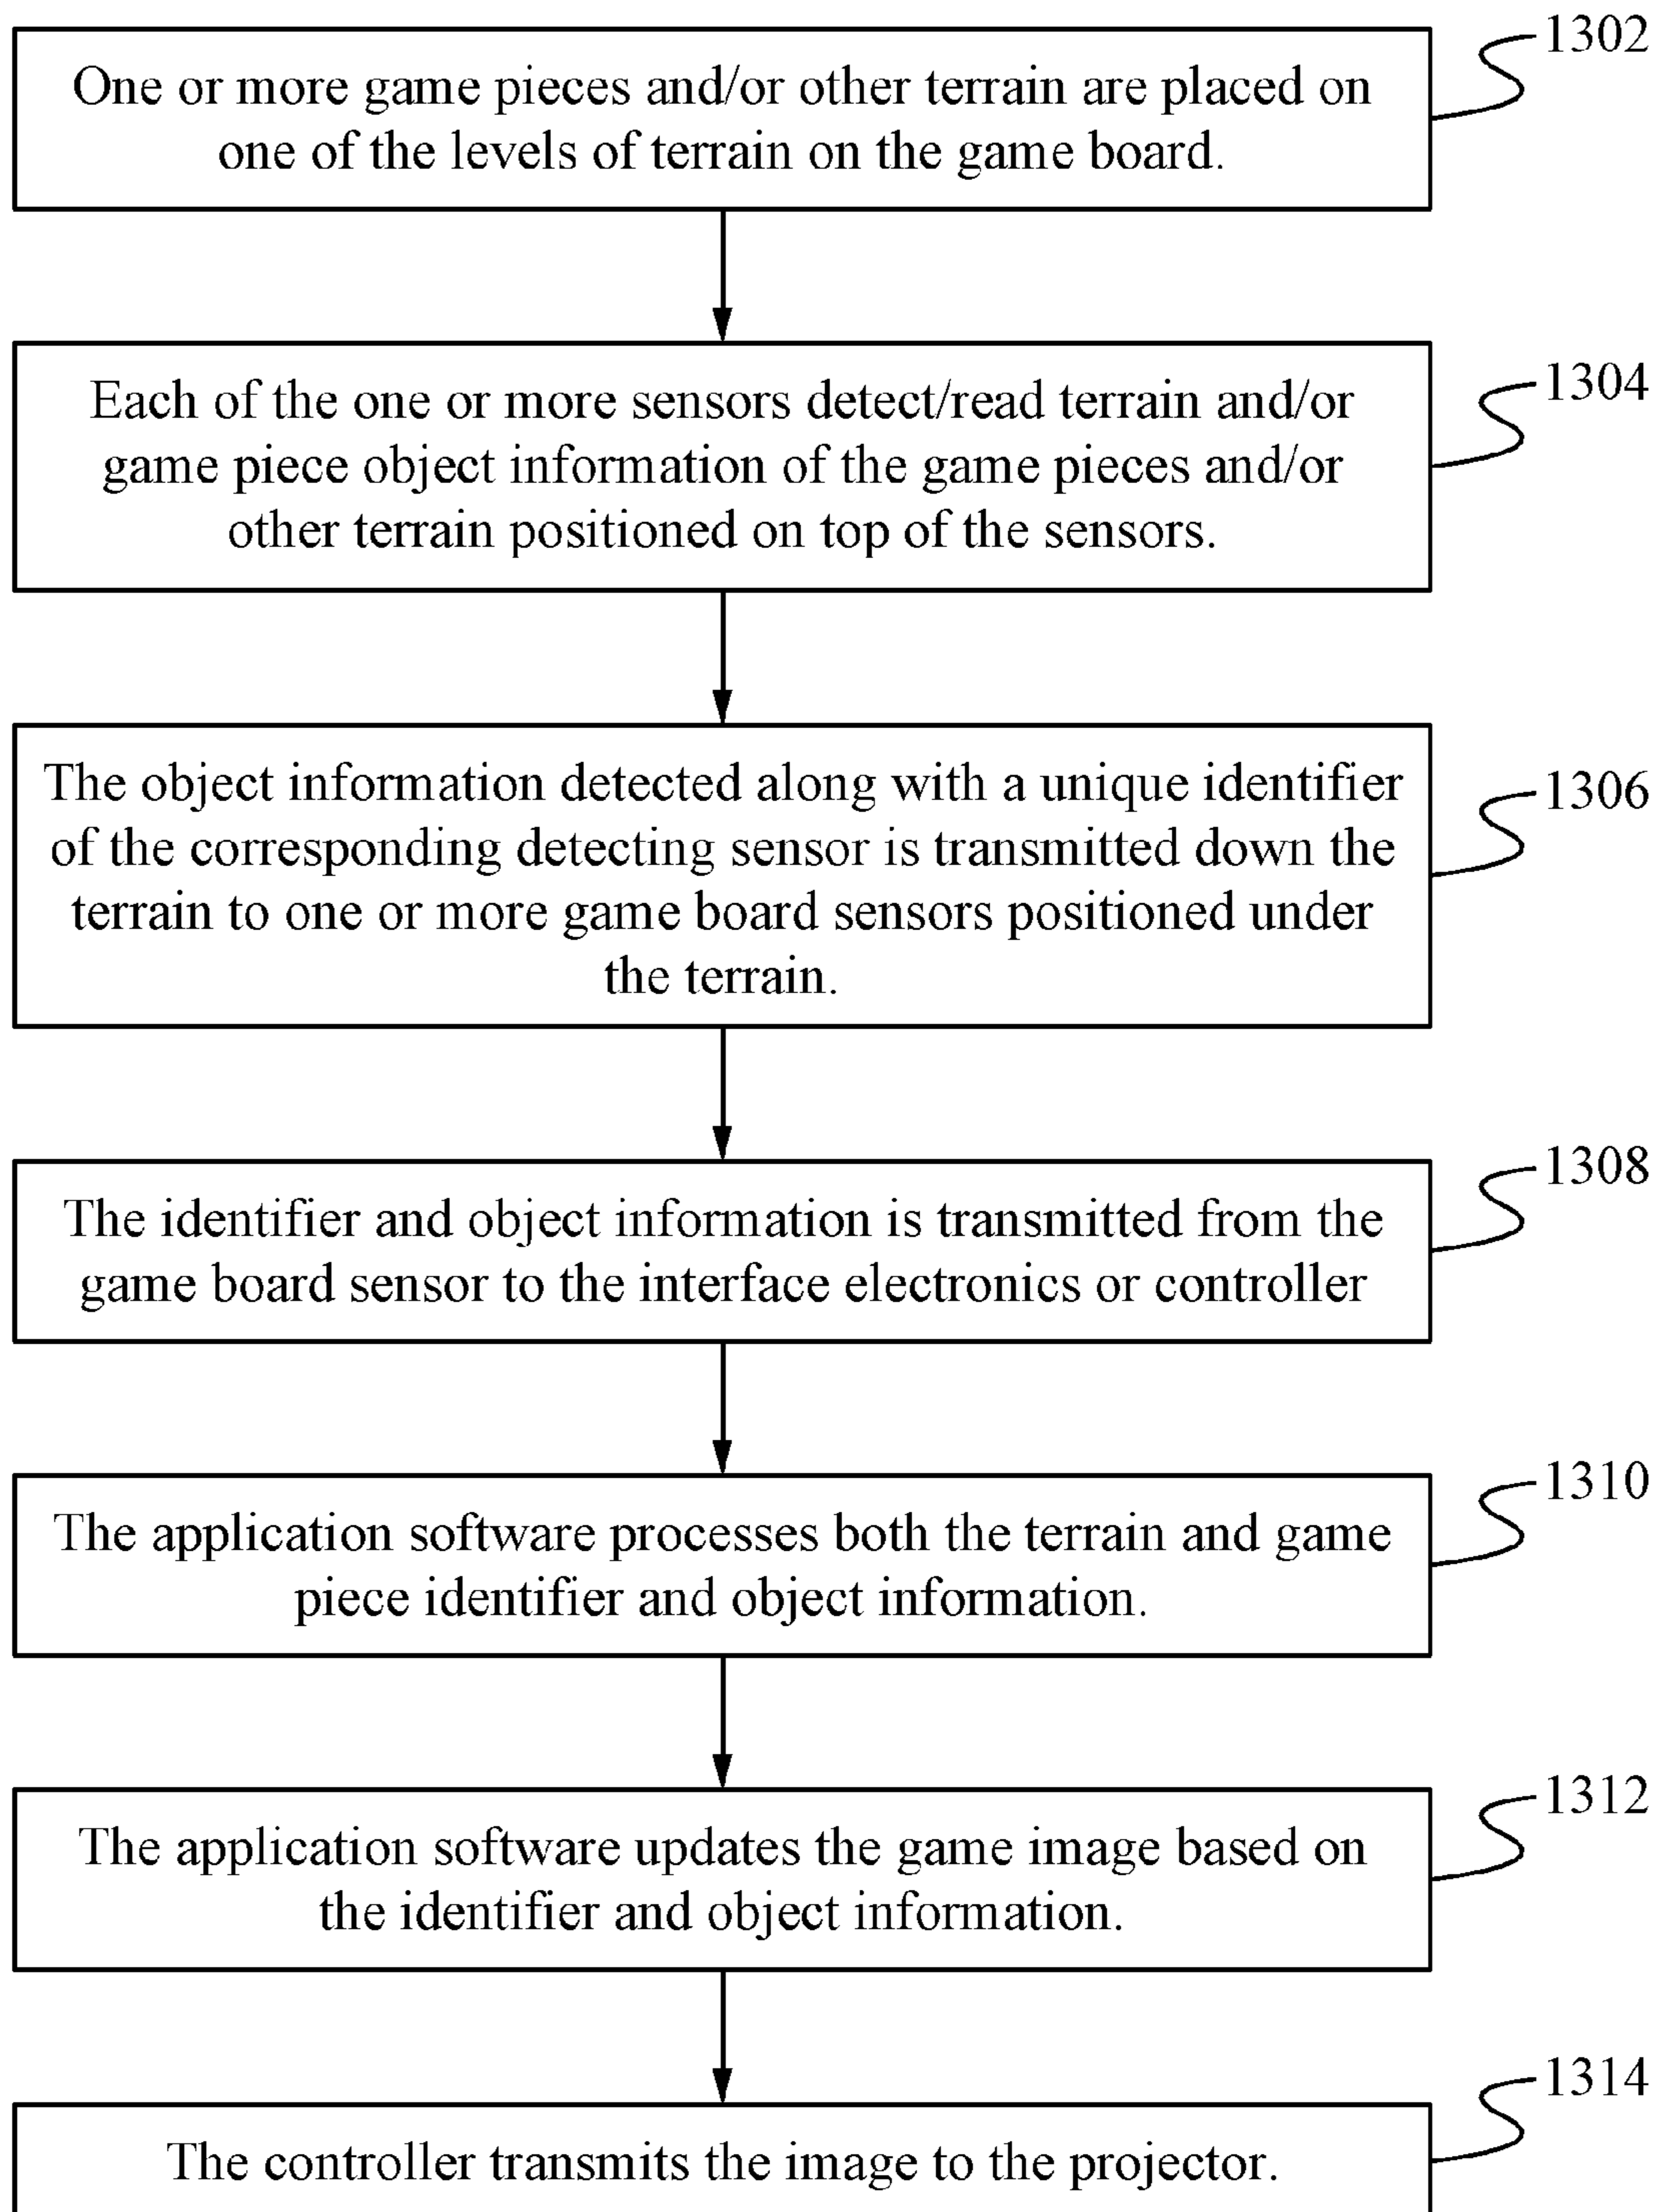 1302
One or more game pieces and/or other terrain are placed on
one of the levels of terrain on the game board.
1304
Each of the one or more sensors detect/read terrain and/or
game piece object information of the game pieces and/or
other terrain positioned on top of the sensors.
1306
The object information detected along with a unique identifier
of the corresponding detecting sensor is transmitted down the
terrain to one or more game board sensors positioned under
the terrain.
1308
The identifier and object information is transmitted from the
game board sensor to the interface electronics or controller
1310
The application software processes both the terrain and game
piece identifier and object information.
1312
The application software updates the game image based on
the identifier and object information.
1314
The controller transmits the image to the projector.